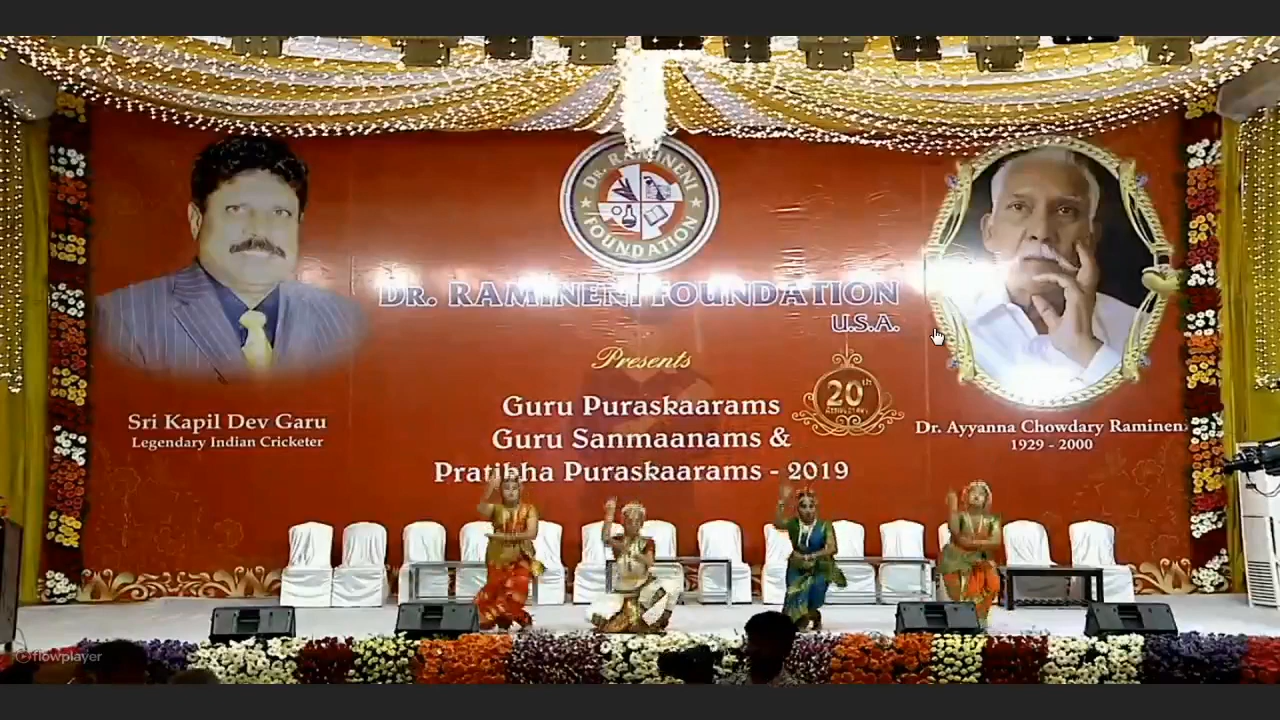 DR. RAMINENI
FOUNDATION
DR. RAMINENI FOUNDATION
U.S.A.
Presents
20th
Guru Puraskaarams
Guru Sanmaanams &
Pratibha Puraskaarams - 2019
Sri Kapil Dev Garu
Legendary Indian Cricketer
Dr. Ayyanna Chowdary Ramineni
1929 - 2000
flowplayer